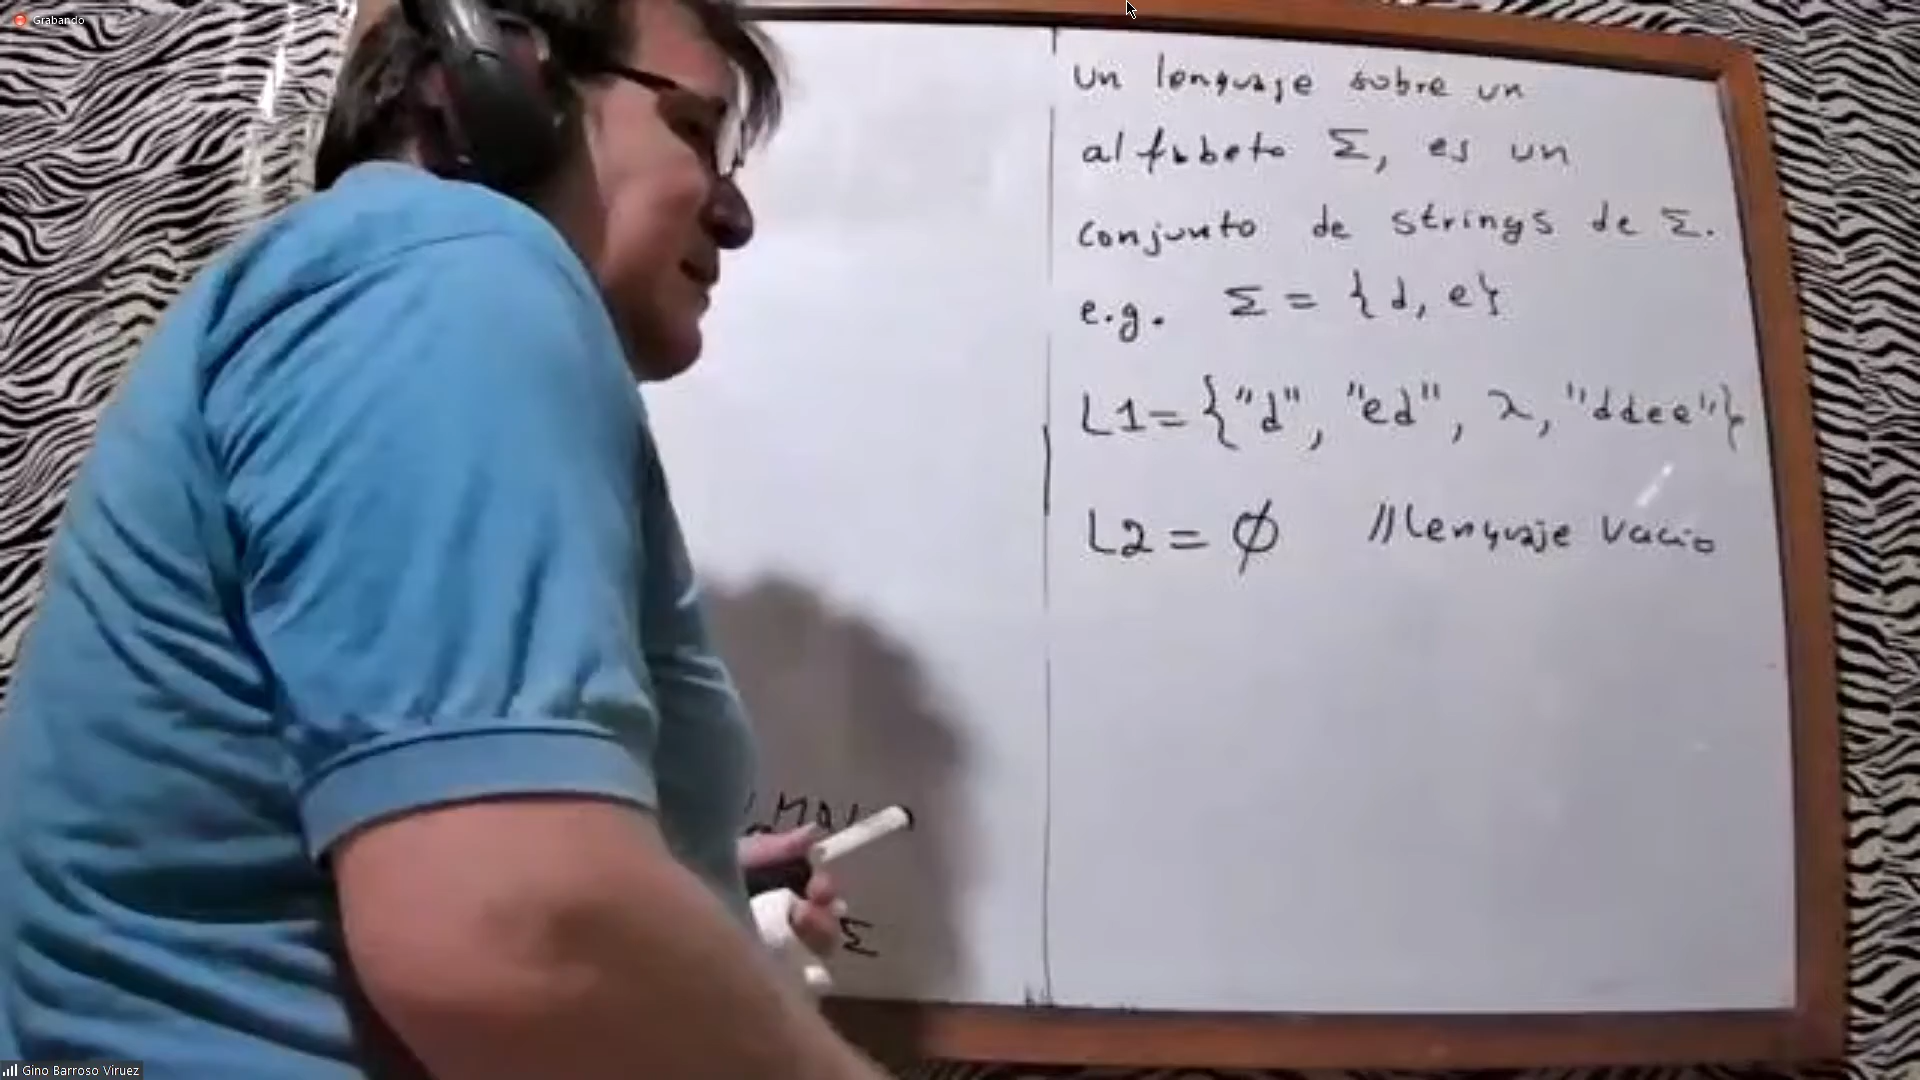 Grabando
Un lenguaje sobre un
alfabeto Σ, es un
conjunto de strings de Σ.
e.g. Σ = {d, e}
L1 = {"d", "ed", λ, "ddee"}
L2 = ∅ //lenguaje vacio
Σ
Gino Barroso Viruez